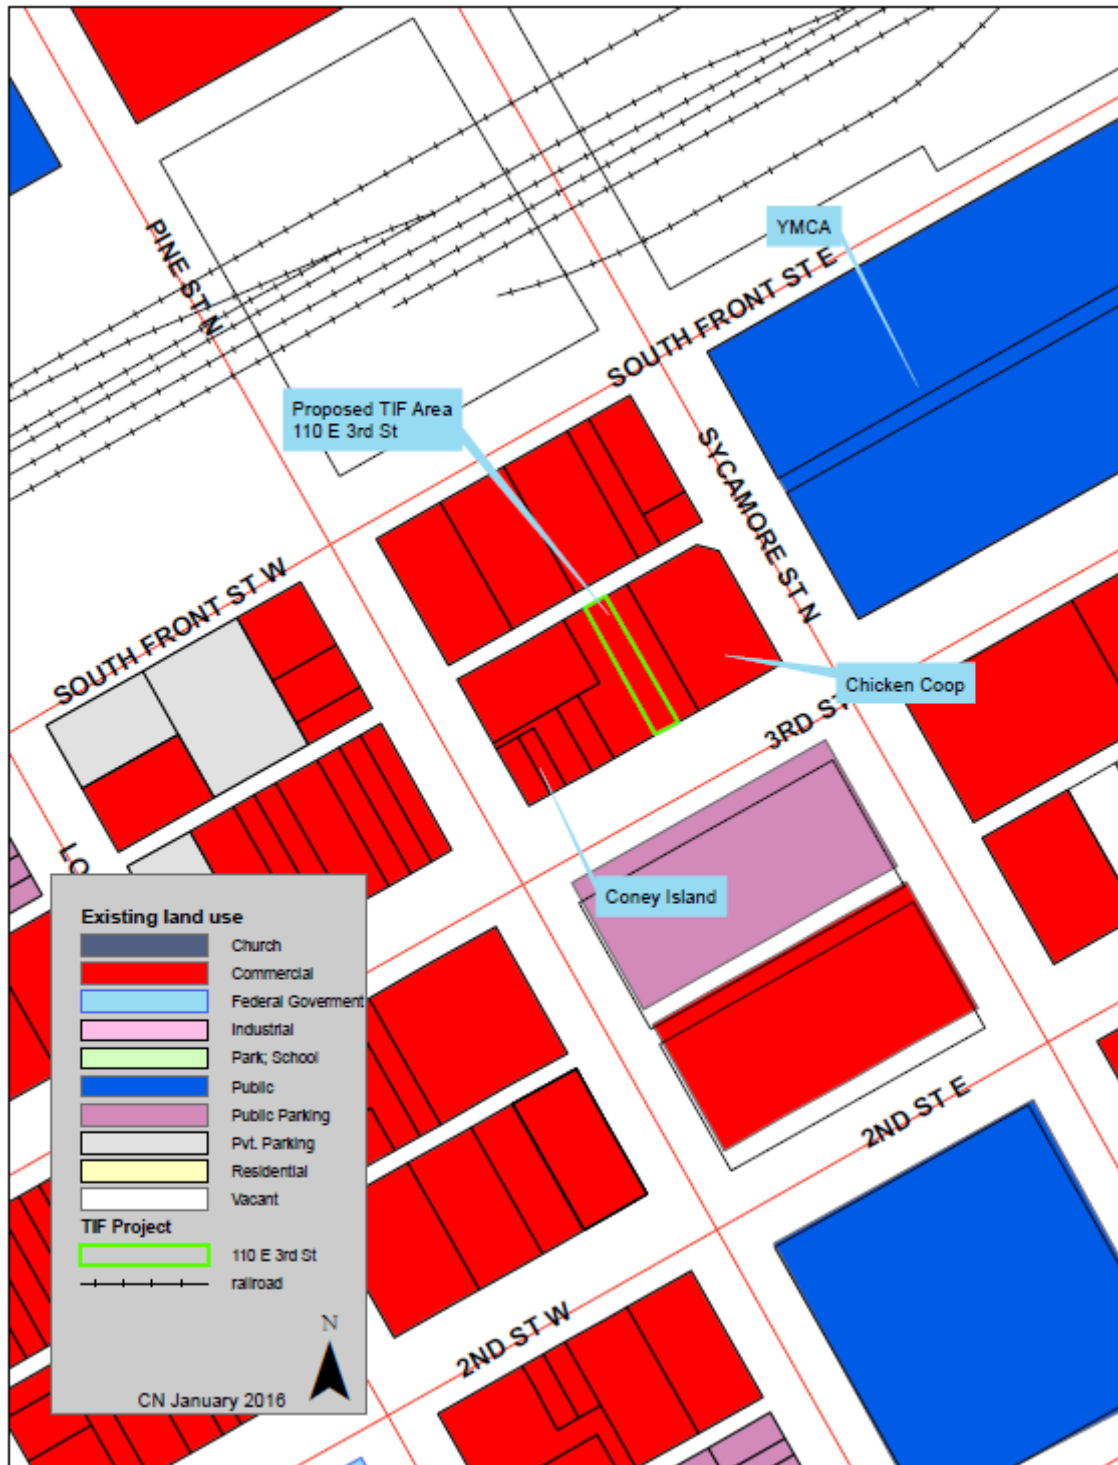 YMCA
PINE ST N
SOUTH FRONT ST E
Proposed TIF Area
110 E 3rd St
SYCAMORE ST N
SOUTH FRONT ST W
Chicken Coop
3RD ST
LO
Coney Island
Existing land use
Church
Commercial
Federal Goverment
Industrial
Park; School
Public
Public Parking
Pvt. Parking
Residential
Vacant
TIF Project
110 E 3rd St
railroad
N
CN January 2016
2ND ST E
2ND ST W